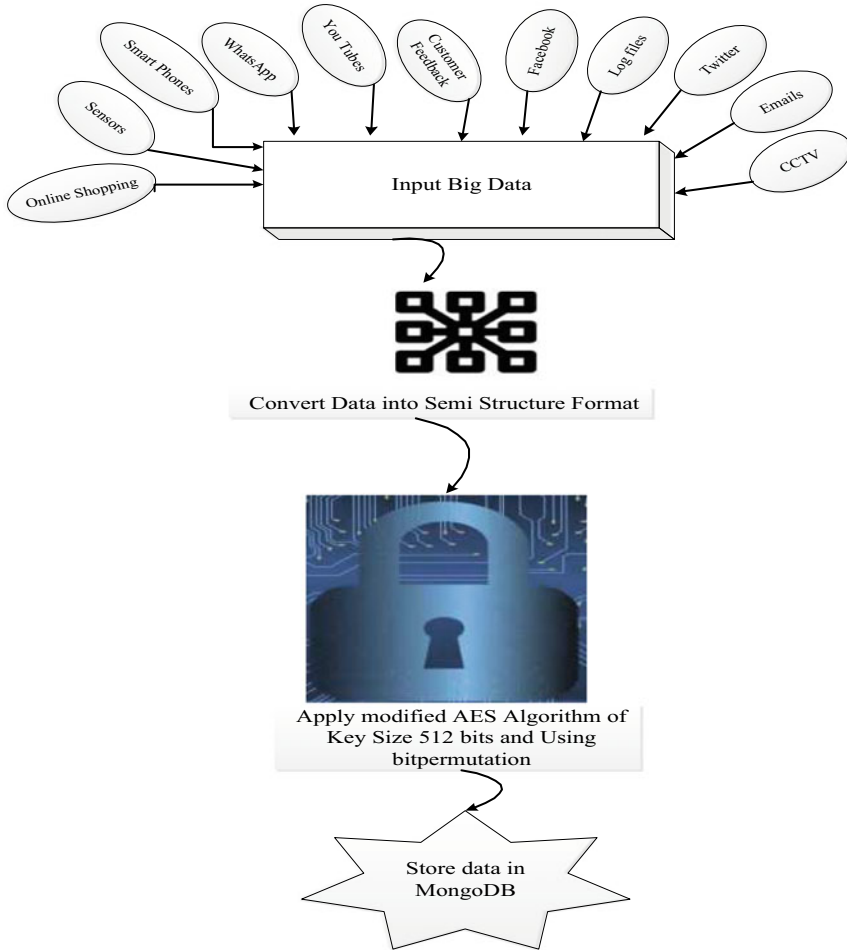 Smart Phones
WhatsApp
You Tubes
Customer
Feedback
Facebook
Log files
Twitter
Emails
CCTV
Sensors
Online Shopping
Input Big Data
Convert Data into Semi Structure Format
Apply modified AES Algorithm of
Key Size 512 bits and Using
bitpermutation
Store data in
MongoDB